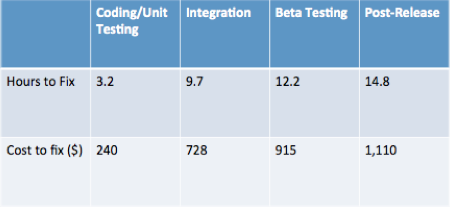 Coding/Unit Testing Integration Beta Testing Post-Release
Hours to Fix 3.2 9.7 12.2 14.8
Cost to fix ($) 240 728 915 1,110